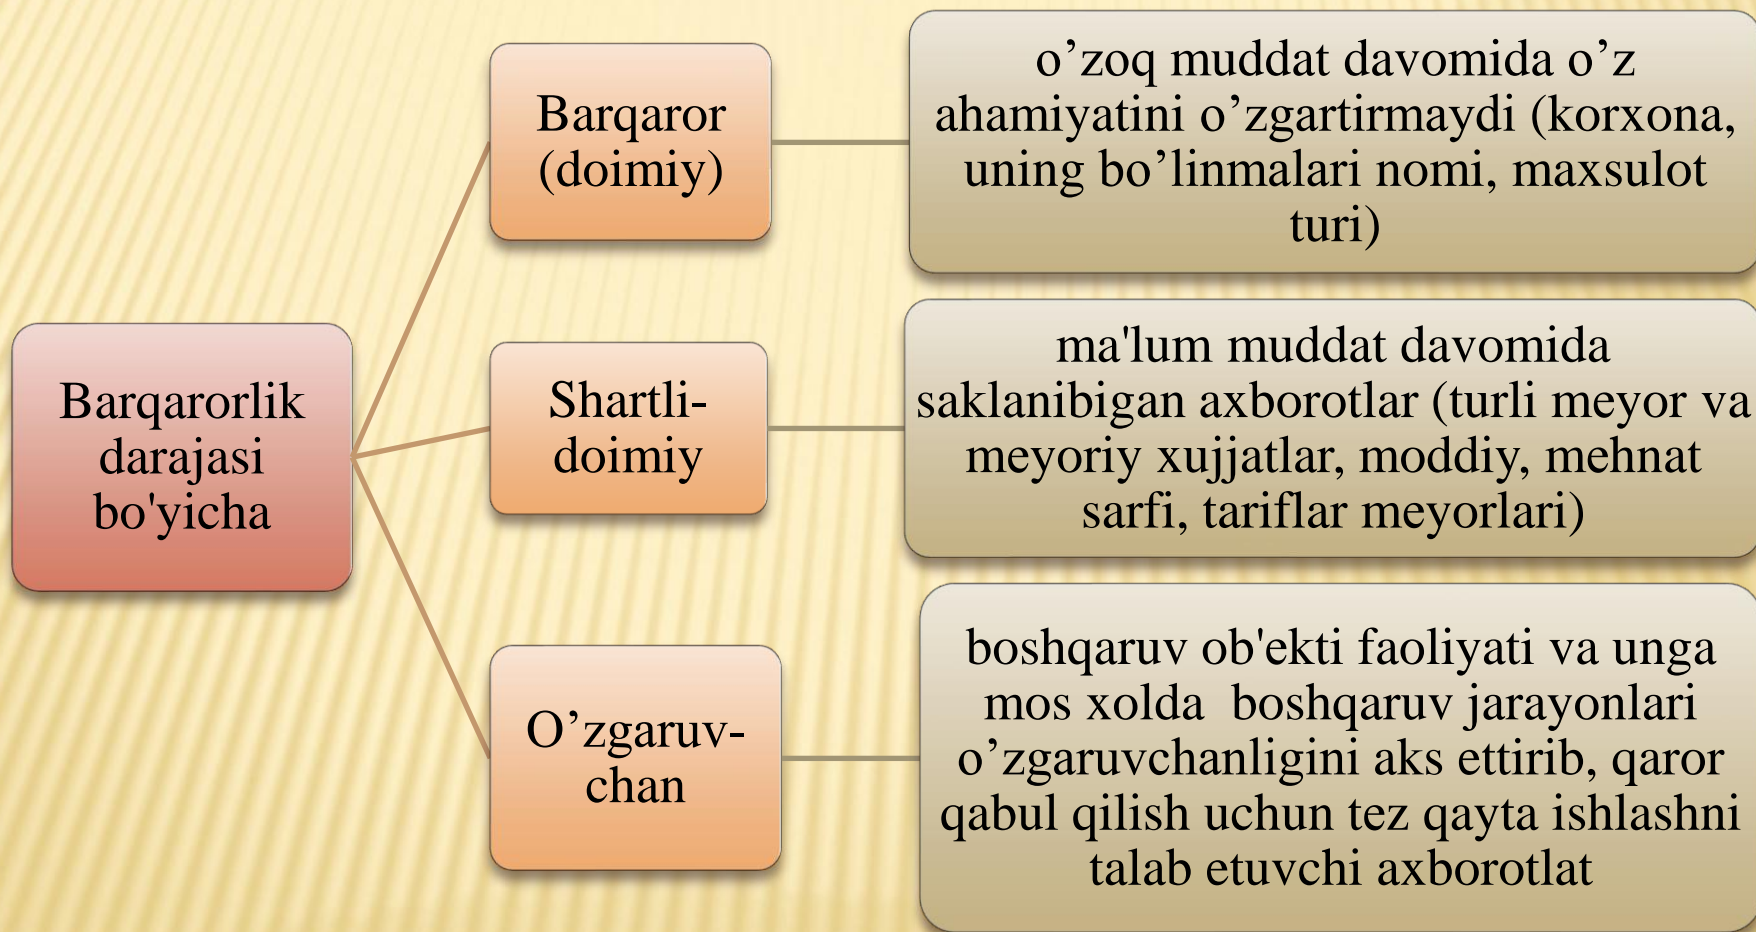 Barqarorlik
darajasi
bo'yicha
Barqaror
(doimiy)
o’zoq muddat davomida o’z
ahamiyatini o’zgartirmaydi (korxona,
uning bo’linmalari nomi, maxsulot
turi)
Shartli-
doimiy
ma'lum muddat davomida
saklanibigan axborotlar (turli meyor va
meyoriy xujjatlar, moddiy, mehnat
sarfi, tariflar meyorlari)
O’zgaruv-
chan
boshqaruv ob'ekti faoliyati va unga
mos xolda boshqaruv jarayonlari
o’zgaruvchanligini aks ettirib, qaror
qabul qilish uchun tez qayta ishlashni
talab etuvchi axborotlat